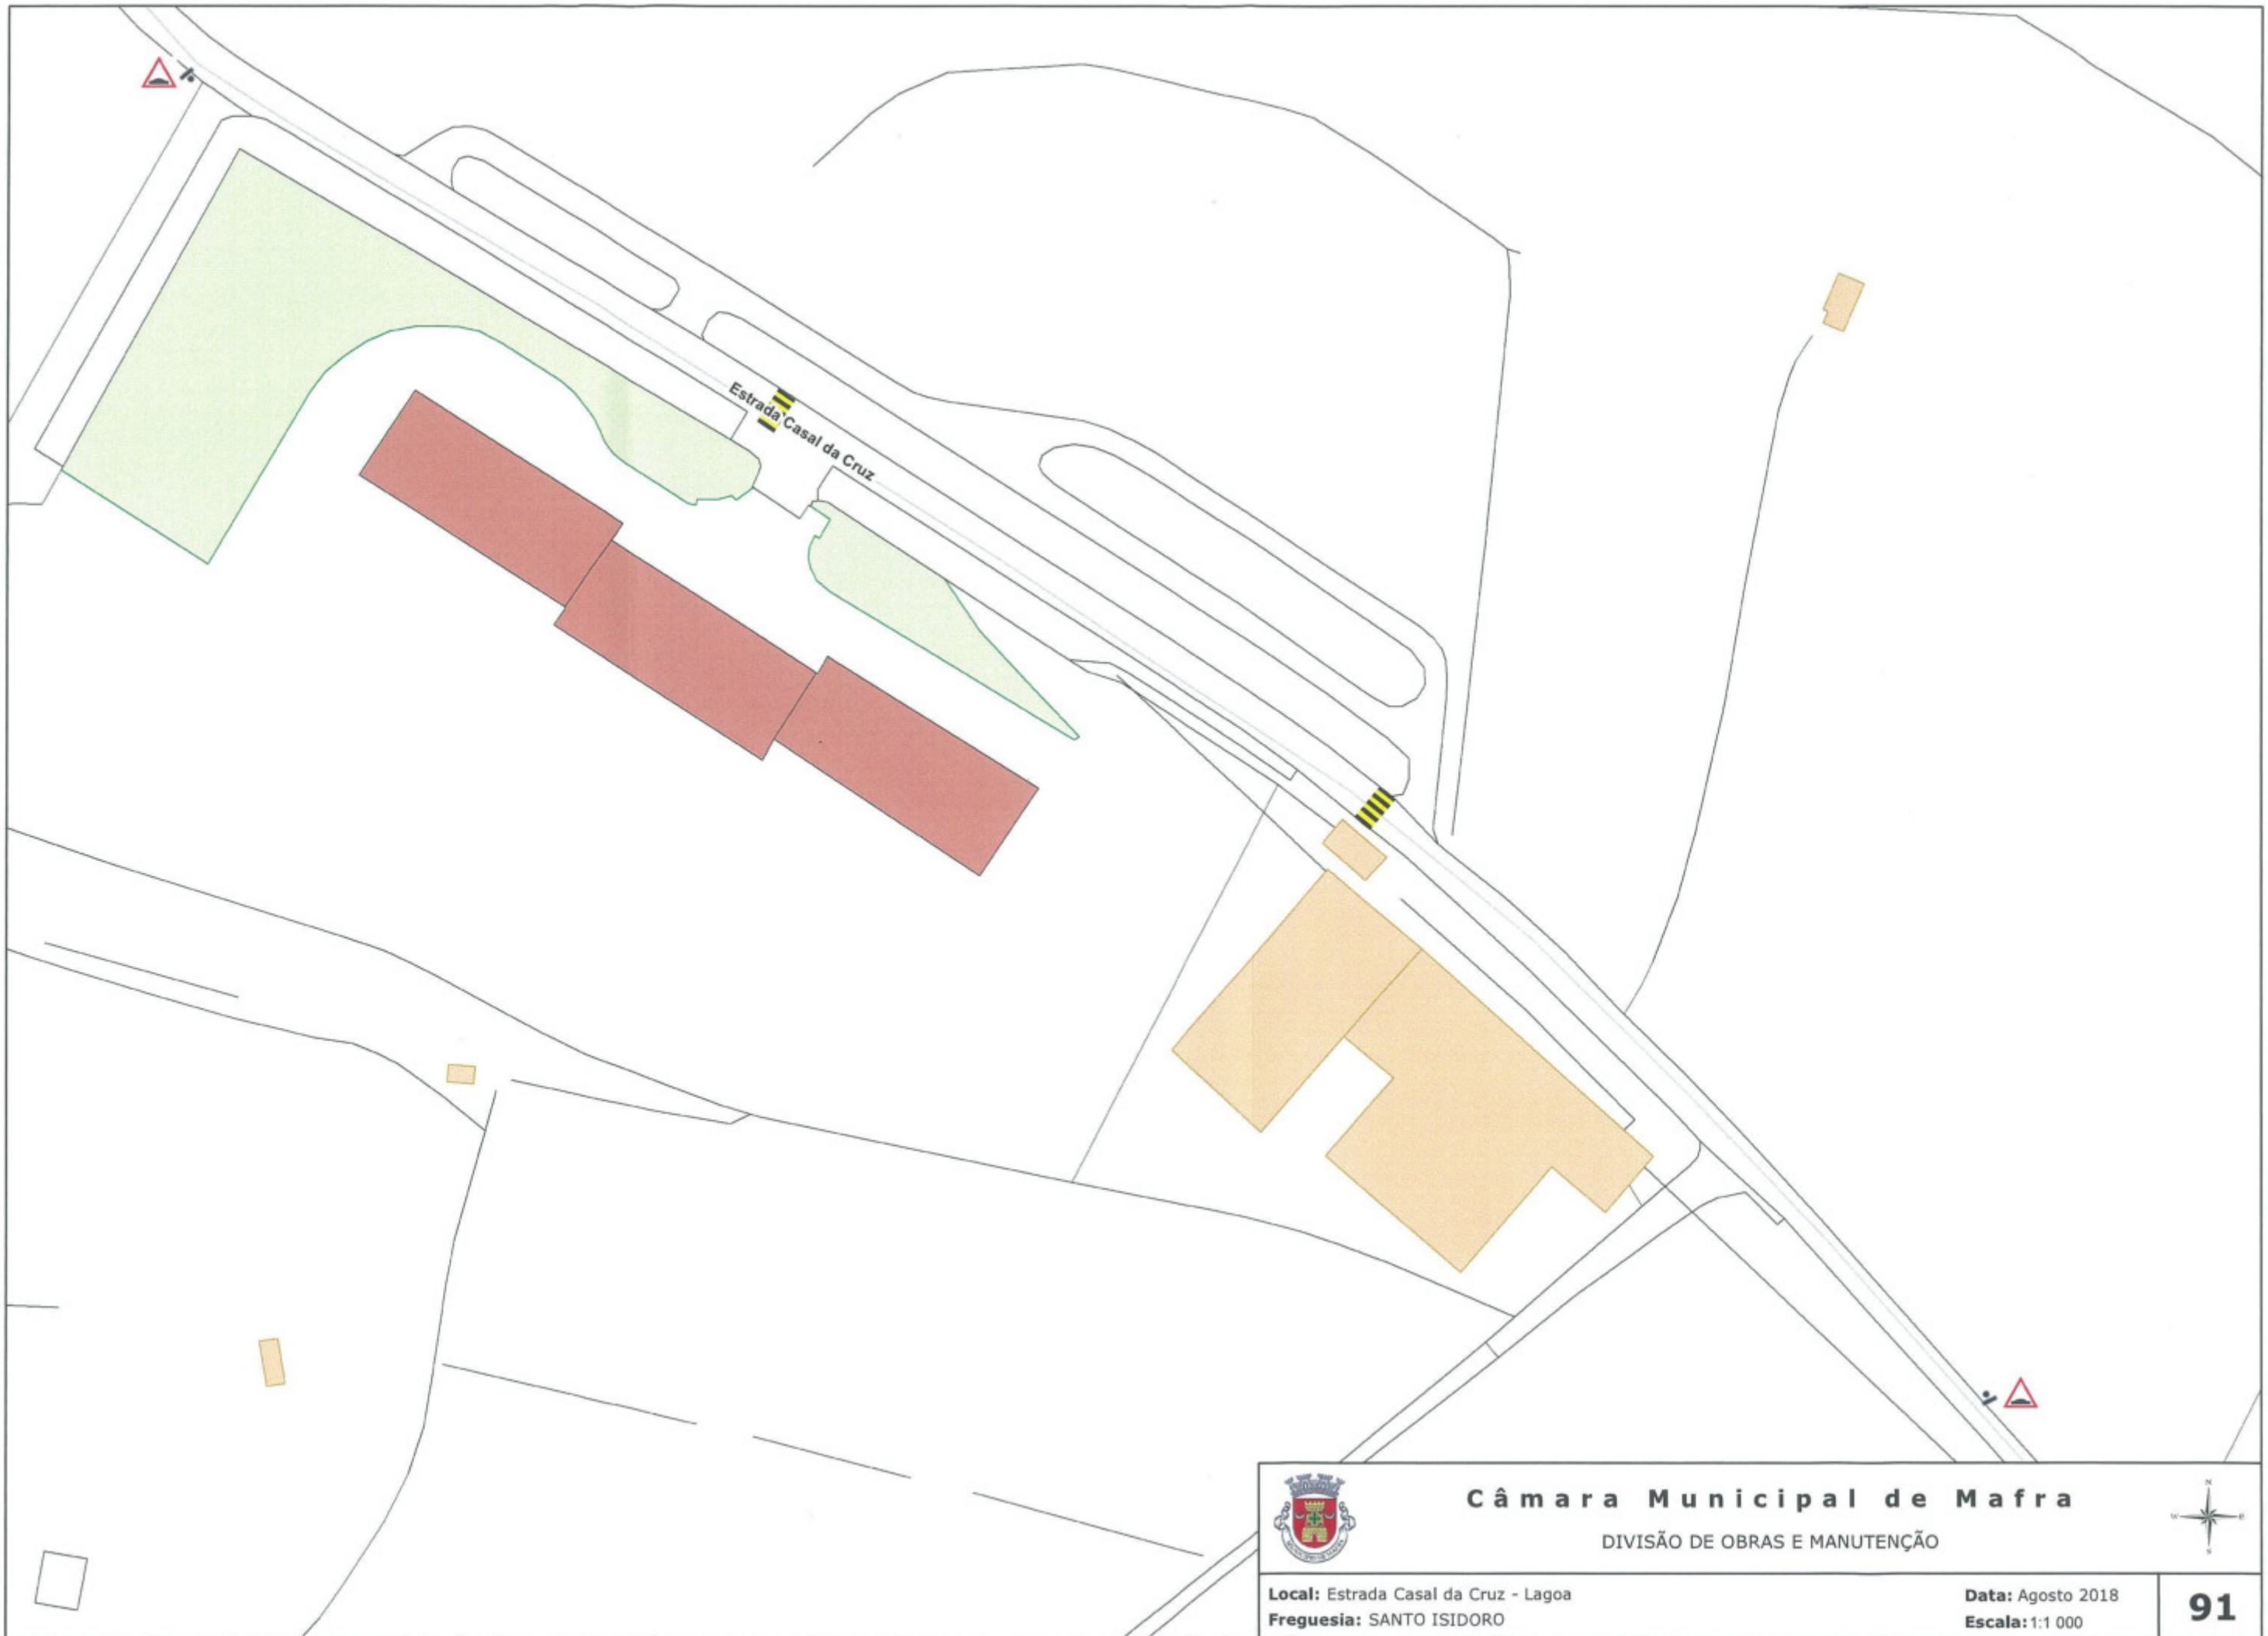 Estrada Casal da Cruz
Câmara Municipal de Mafra
DIVISÃO DE OBRAS E MANUTENÇÃO
N
W E
S
Local: Estrada Casal da Cruz - Lagoa
Freguesia: SANTO ISIDORO
Data: Agosto 2018
Escala: 1:1 000
91